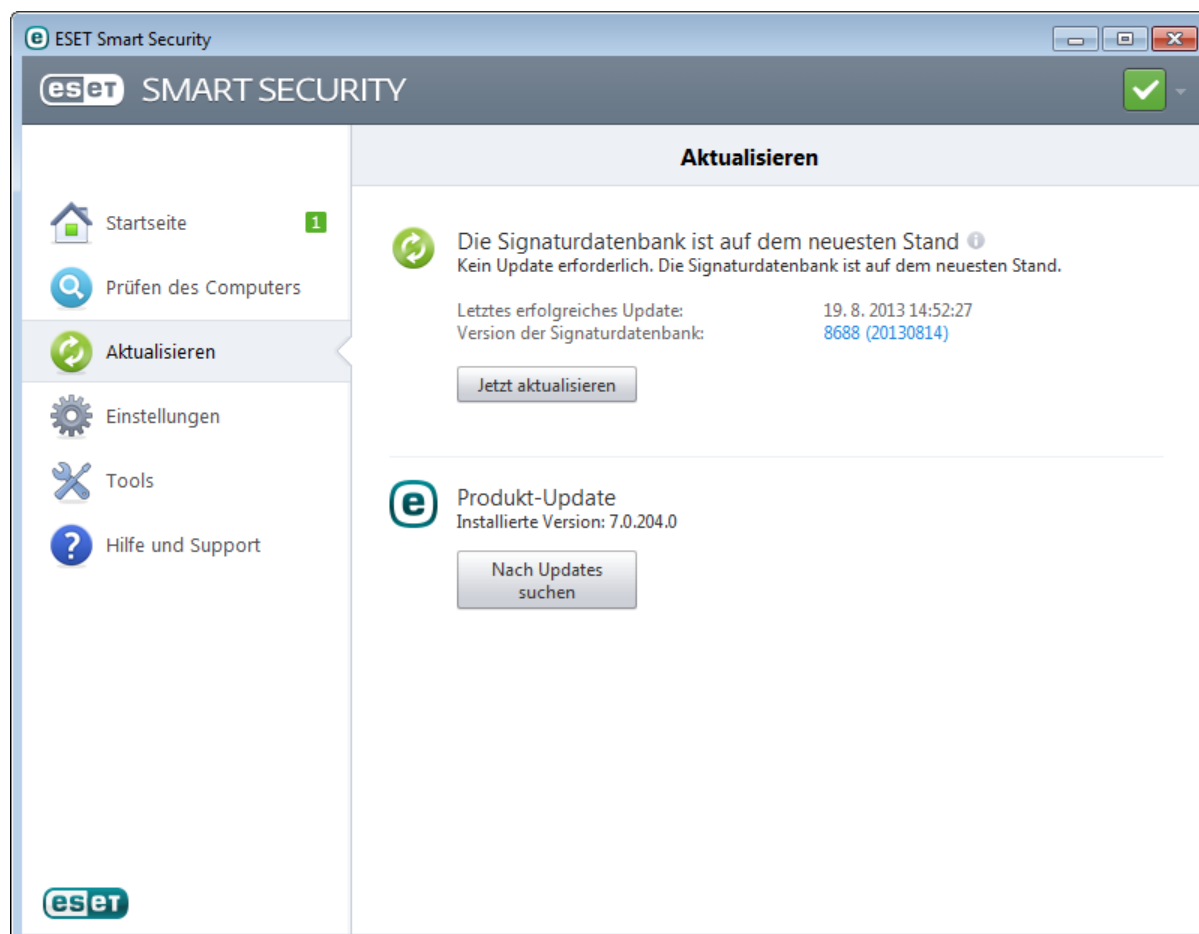 ESET Smart Security
eset SMART SECURITY
Aktualisieren
Startseite 1
Prüfen des Computers
Aktualisieren
Einstellungen
Tools
Hilfe und Support
Die Signaturdatenbank ist auf dem neuesten Stand
Kein Update erforderlich. Die Signaturdatenbank ist auf dem neuesten Stand.
Letztes erfolgreiches Update: 19. 8. 2013 14:52:27
Version der Signaturdatenbank: 8688 (20130814)
Jetzt aktualisieren
Produkt-Update
Installierte Version: 7.0.204.0
Nach Updates
suchen
eset